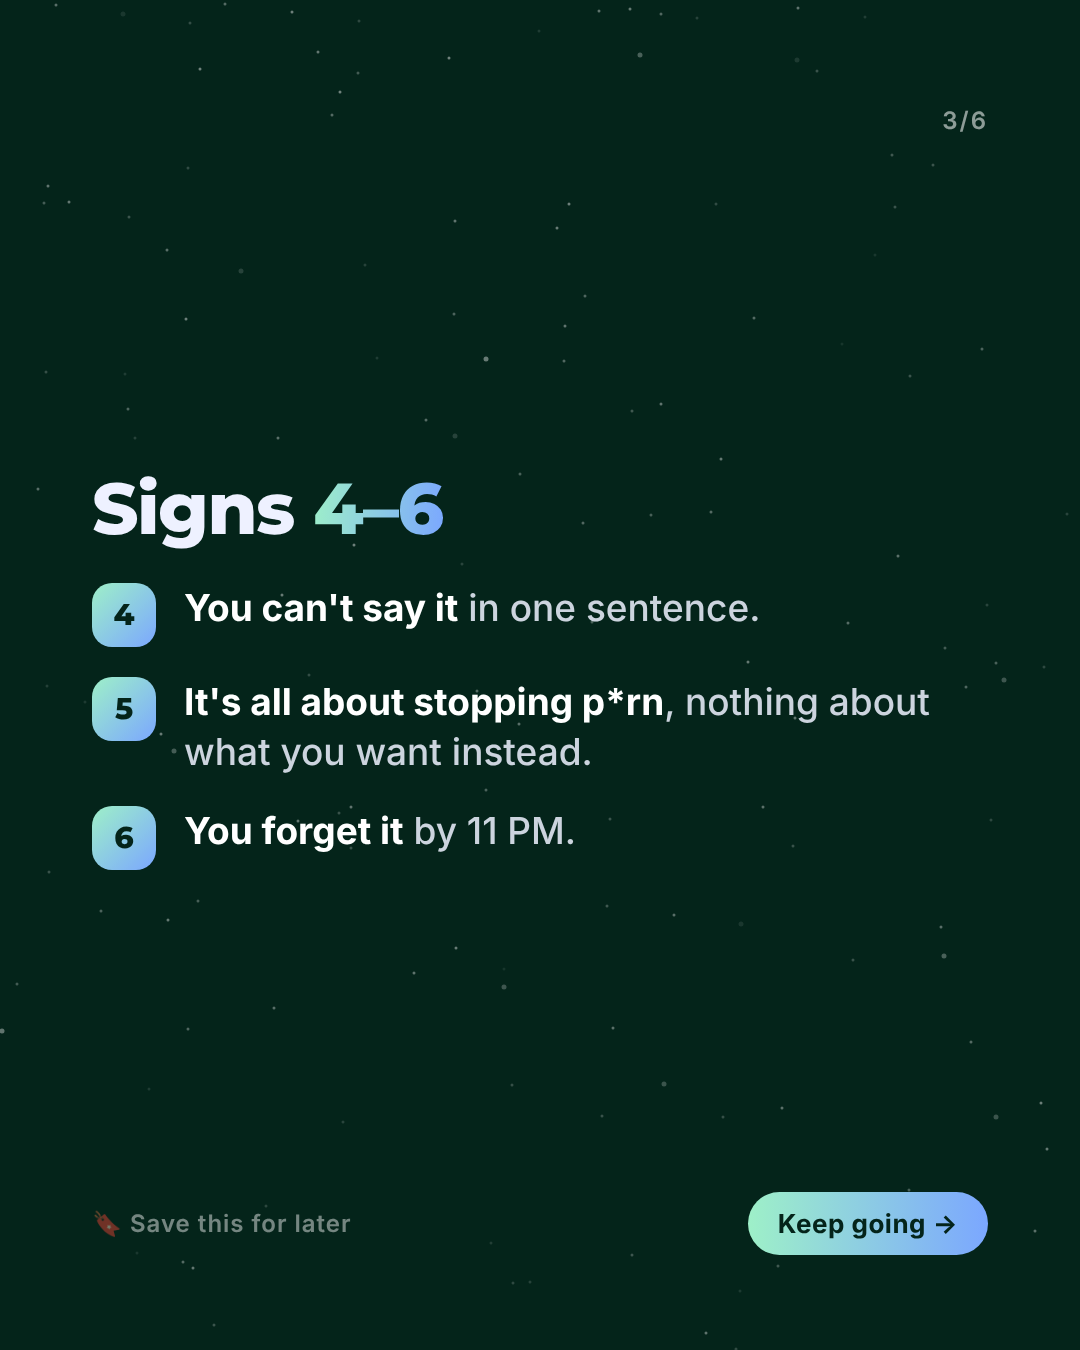 3/6
Signs 4–6
4 You can't say it in one sentence.
5 It's all about stopping p*rn, nothing about
what you want instead.
6 You forget it by 11 PM.
🔖 Save this for later
Keep going →